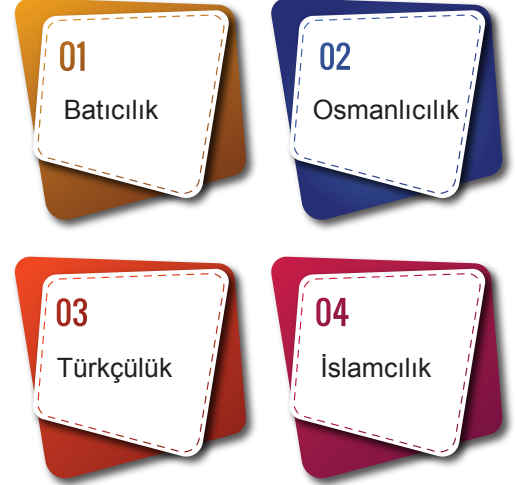 01
Batıcılık
02
Osmanlıcılık
03
Türkçülük
04
İslamcılık